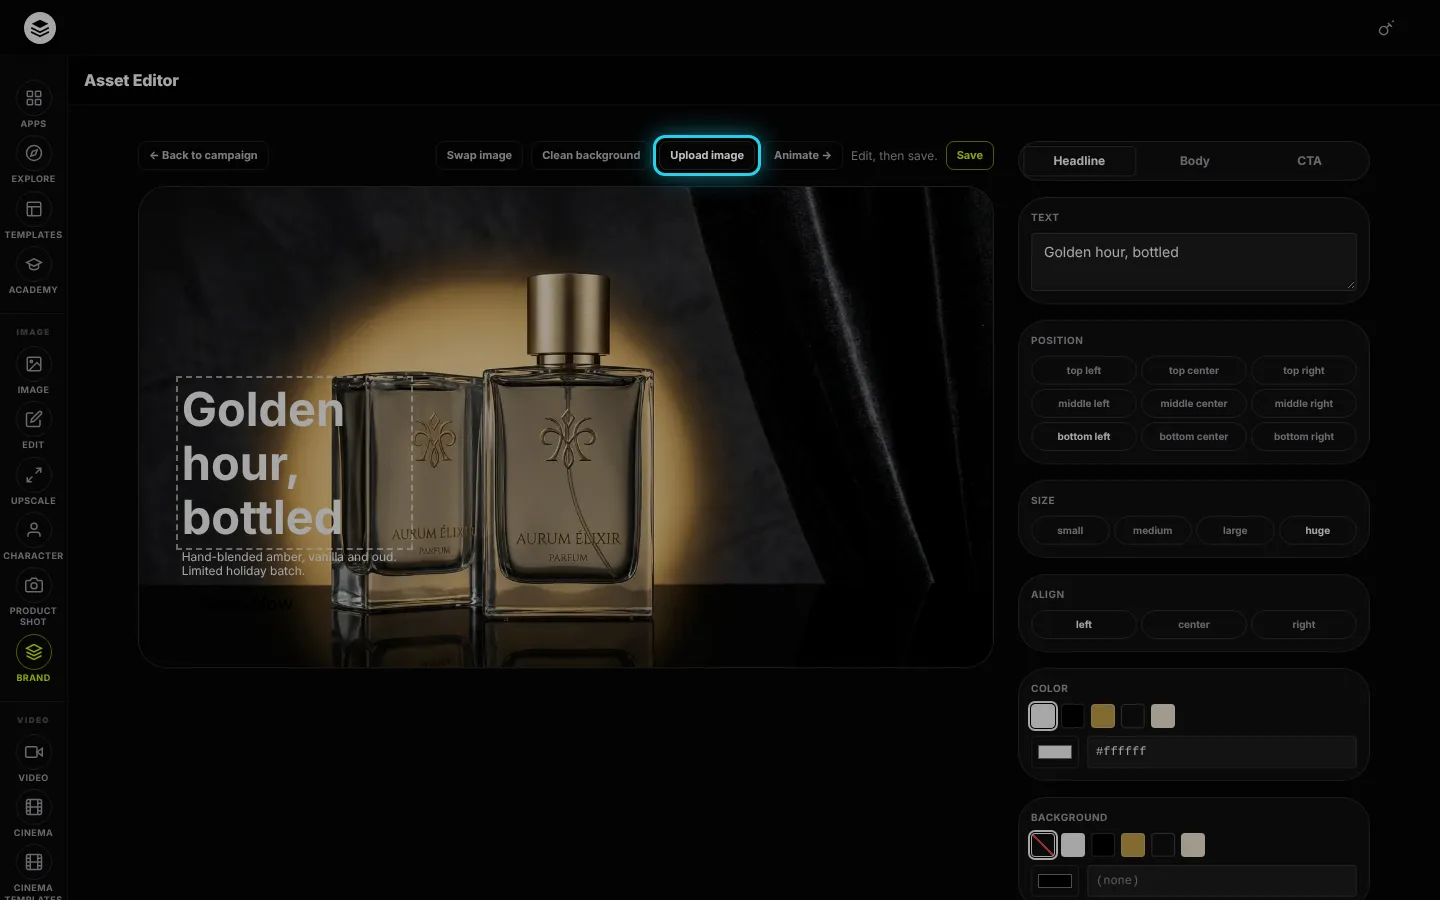 Asset Editor
APPS
EXPLORE
TEMPLATES
ACADEMY
IMAGE
IMAGE
EDIT
UPSCALE
CHARACTER
PRODUCT
SHOT
BRAND
VIDEO
VIDEO
CINEMA
CINEMA
TEMPLATES
← Back to campaign
Swap image
Clean background
Upload image
Animate →
Edit, then save.
Save
Golden
hour,
bottled
Hand-blended amber, vanilla and oud.
Limited holiday batch.
Now
AURUM ÉLIXIR
PARFUM
AURUM ÉLIXIR
PARFUM
Headline
Body
CTA
TEXT
Golden hour, bottled
POSITION
top left
top center
top right
middle left
middle center
middle right
bottom left
bottom center
bottom right
SIZE
small
medium
large
huge
ALIGN
left
center
right
COLOR
#ffffff
BACKGROUND
(none)